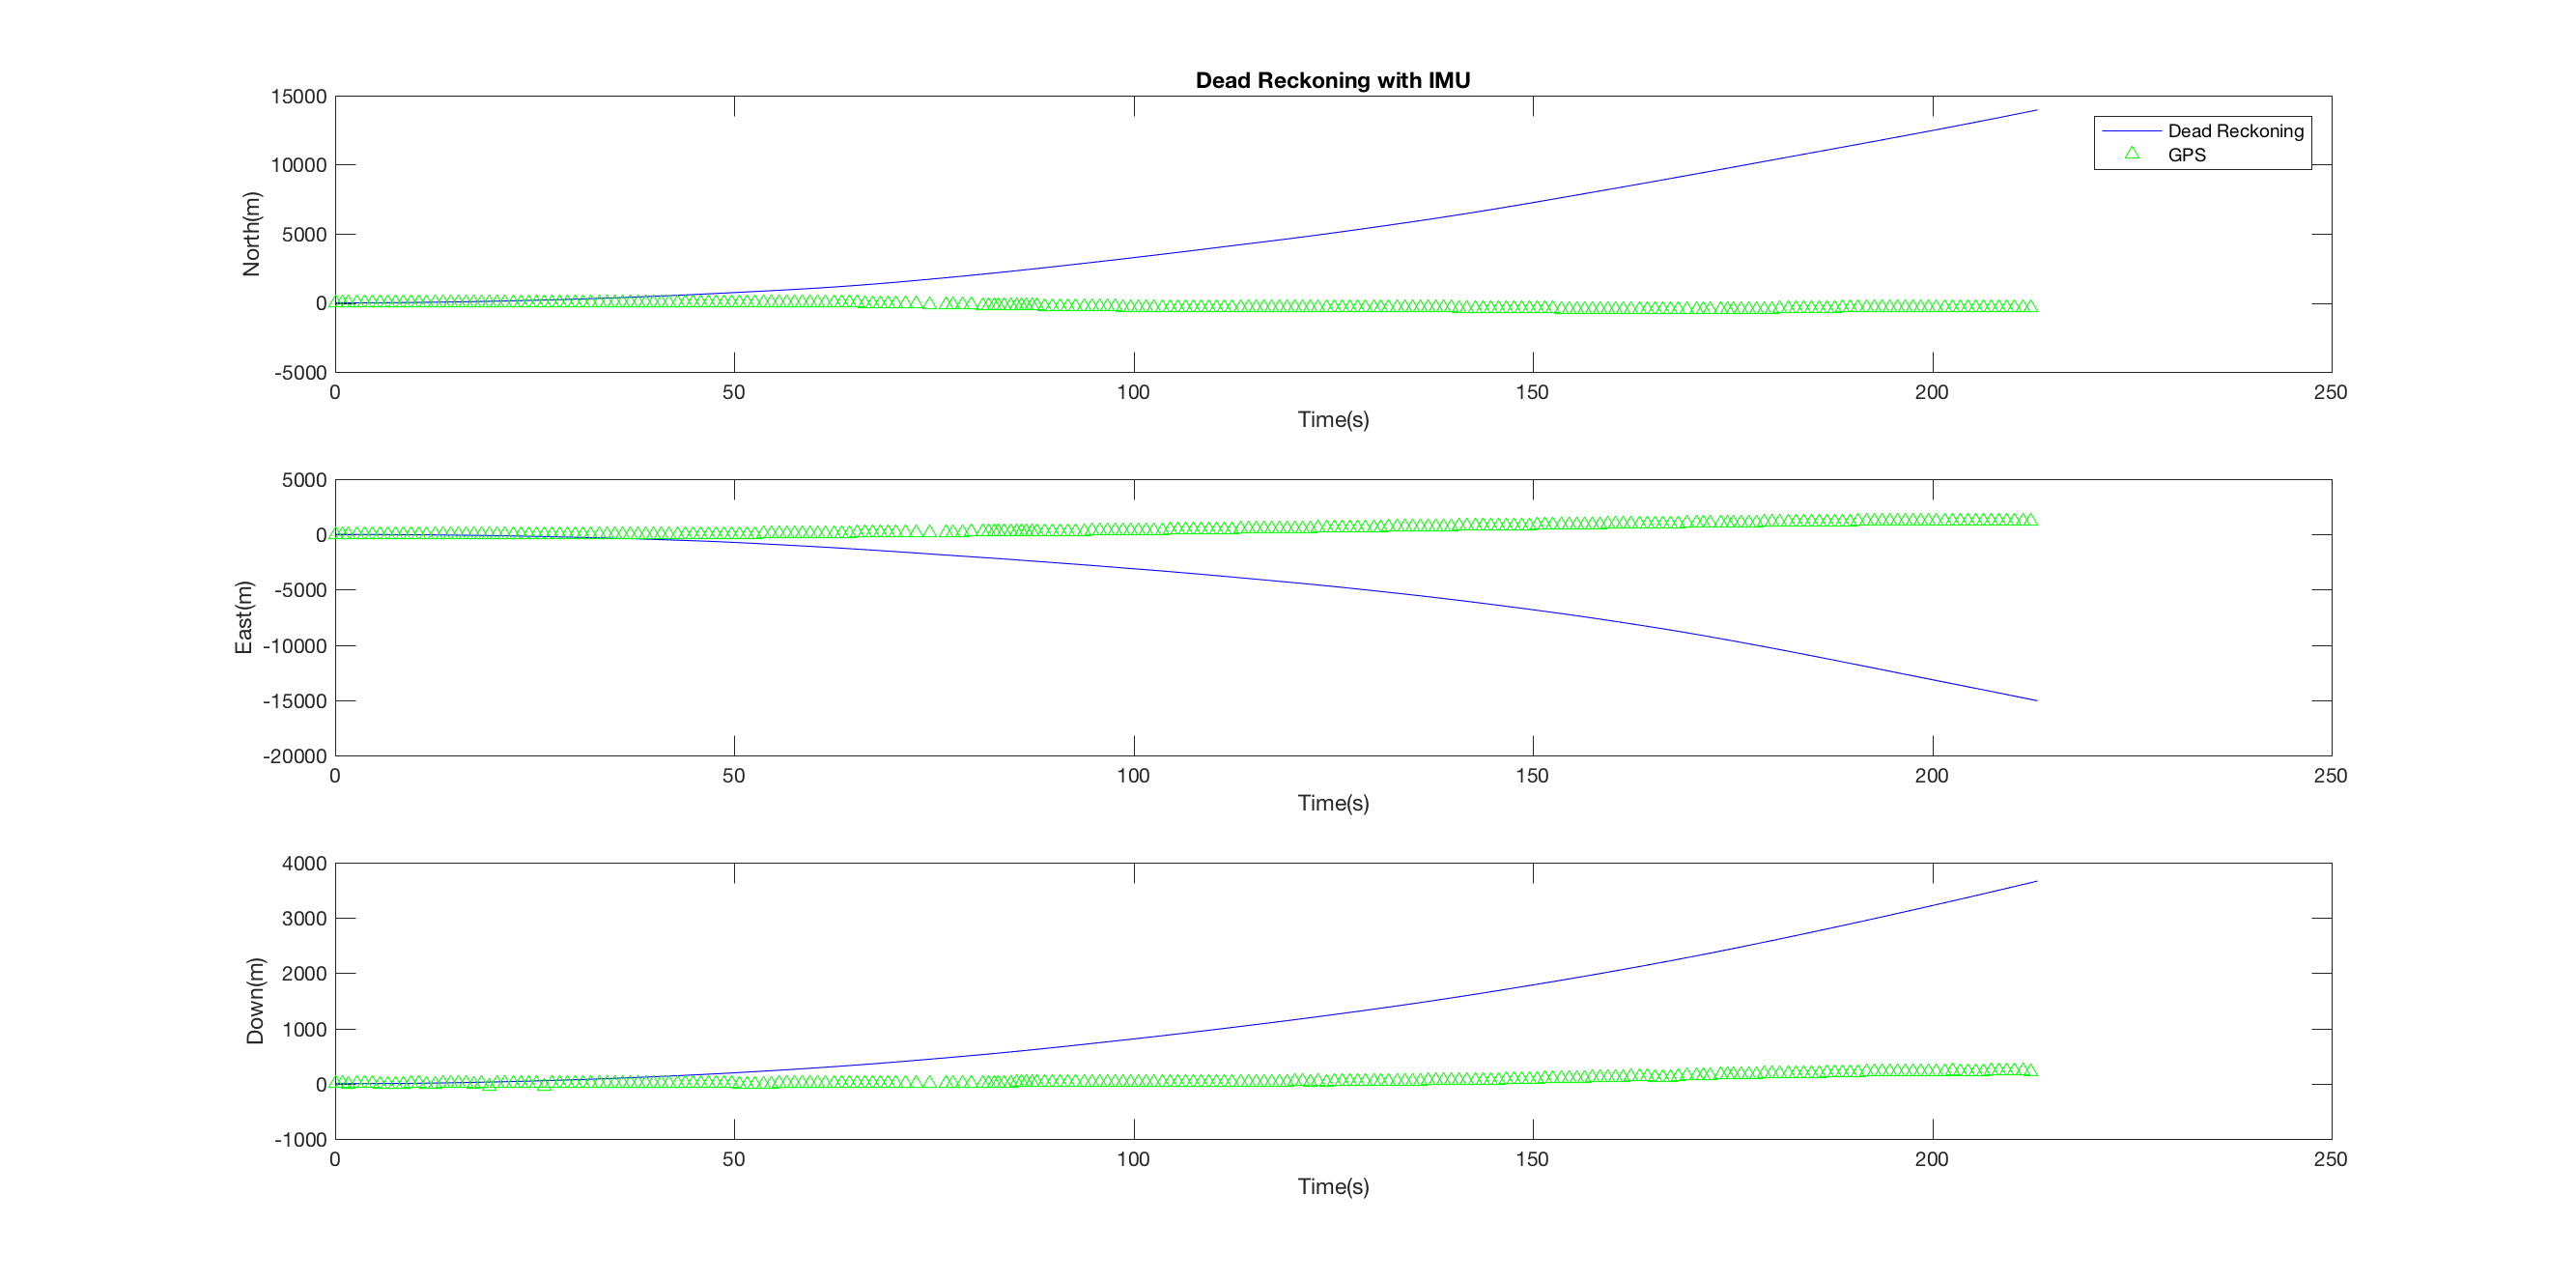 Dead Reckoning with IMU
15000
10000
5000
0
-5000
North(m)
Dead Reckoning
GPS
0 50 100 150 200 250
Time(s)
5000
0
-5000
-10000
-15000
-20000
East(m)
0 50 100 150 200 250
Time(s)
4000
3000
2000
1000
0
-1000
Down(m)
0 50 100 150 200 250
Time(s)